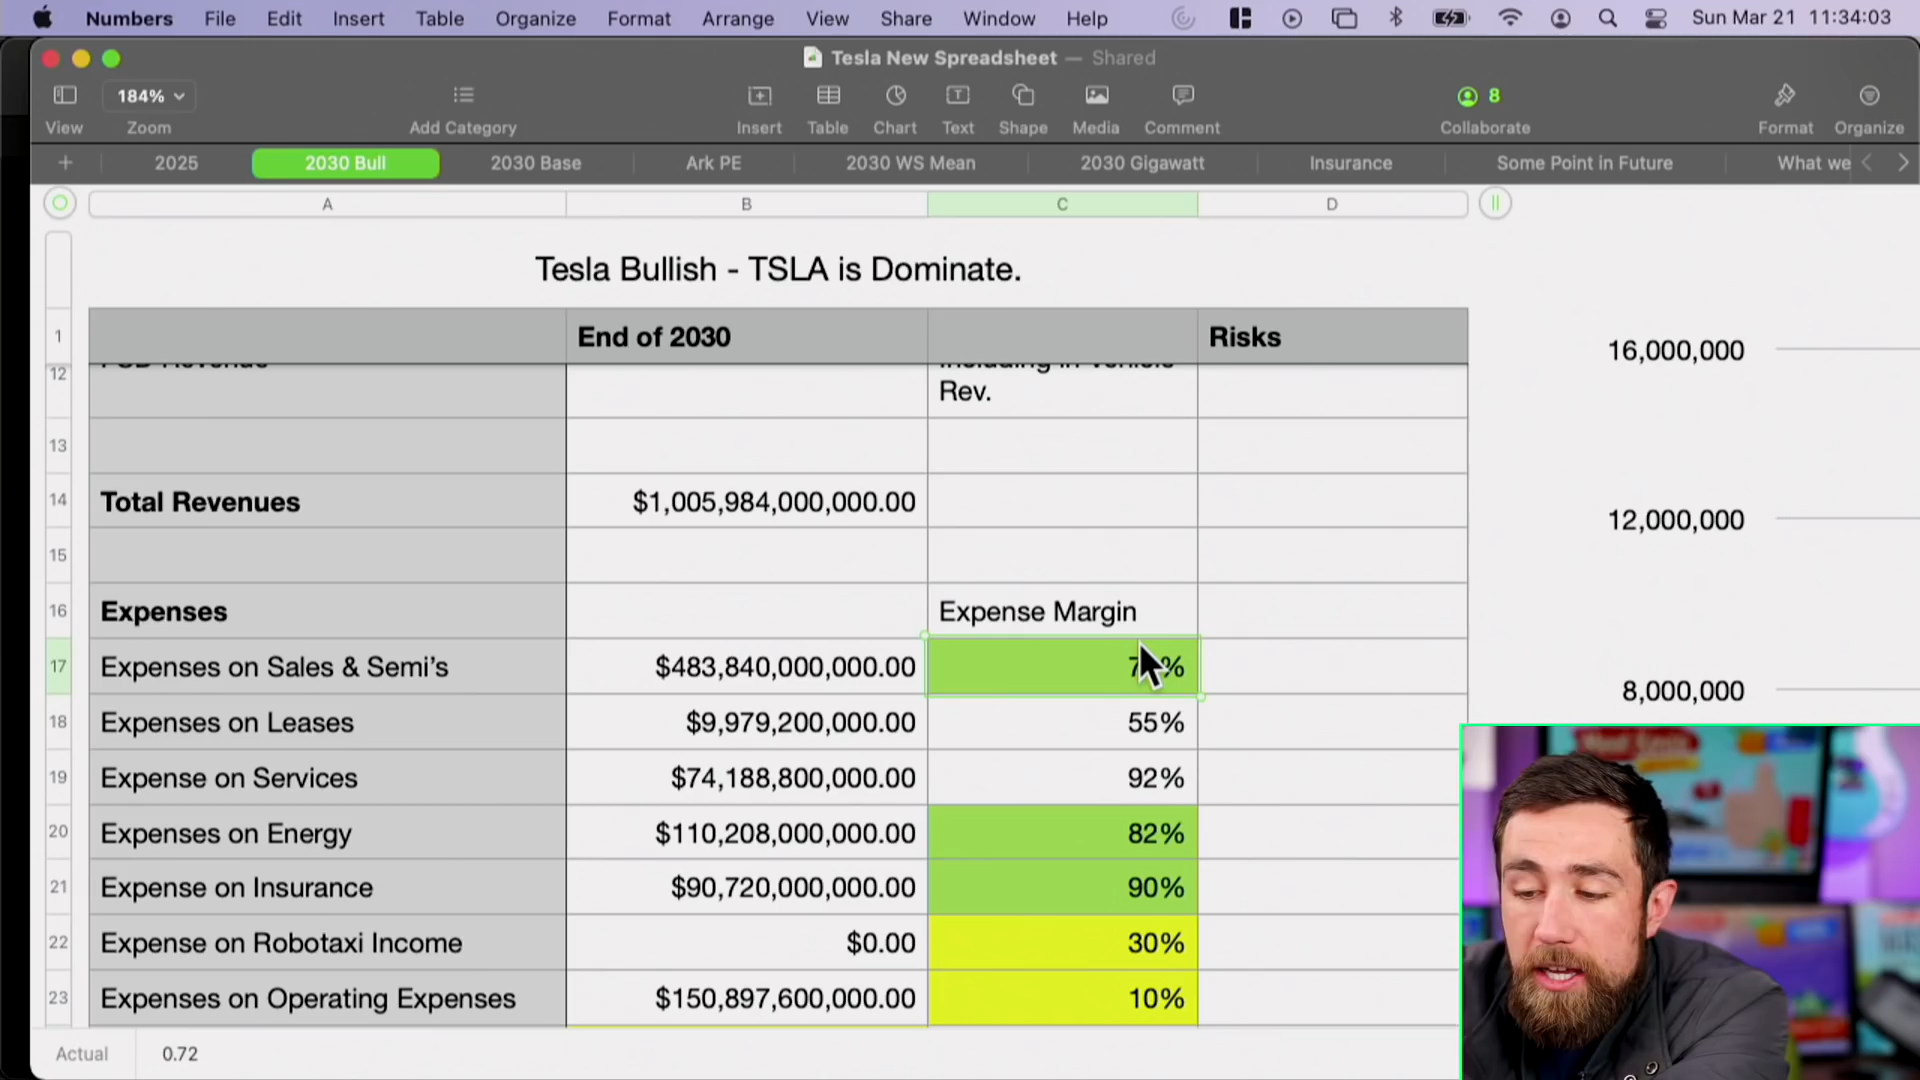 Numbers File Edit Insert Table Organize Format Arrange View Share Window Help Sun Mar 21 11:34:03
Tesla New Spreadsheet — Shared
184% 8
View Zoom Add Category Insert Table Chart Text Shape Media Comment Collaborate Format Organize
2025 2030 Bull 2030 Base Ark PE 2030 WS Mean 2030 Gigawatt Insurance Some Point in Future What we
A B C D
Tesla Bullish - TSLA is Dominate.
1 End of 2030 Risks
12 Rev.
13
14 Total Revenues $1,005,984,000,000.00
15
16 Expenses Expense Margin
17 Expenses on Sales & Semi's $483,840,000,000.00
18 Expenses on Leases $9,979,200,000.00 55%
19 Expense on Services $74,188,800,000.00 92%
20 Expenses on Energy $110,208,000,000.00 82%
21 Expense on Insurance $90,720,000,000.00 90%
22 Expense on Robotaxi Income $0.00 30%
23 Expenses on Operating Expenses $150,897,600,000.00 10%
Actual 0.72
16,000,000
12,000,000
8,000,000